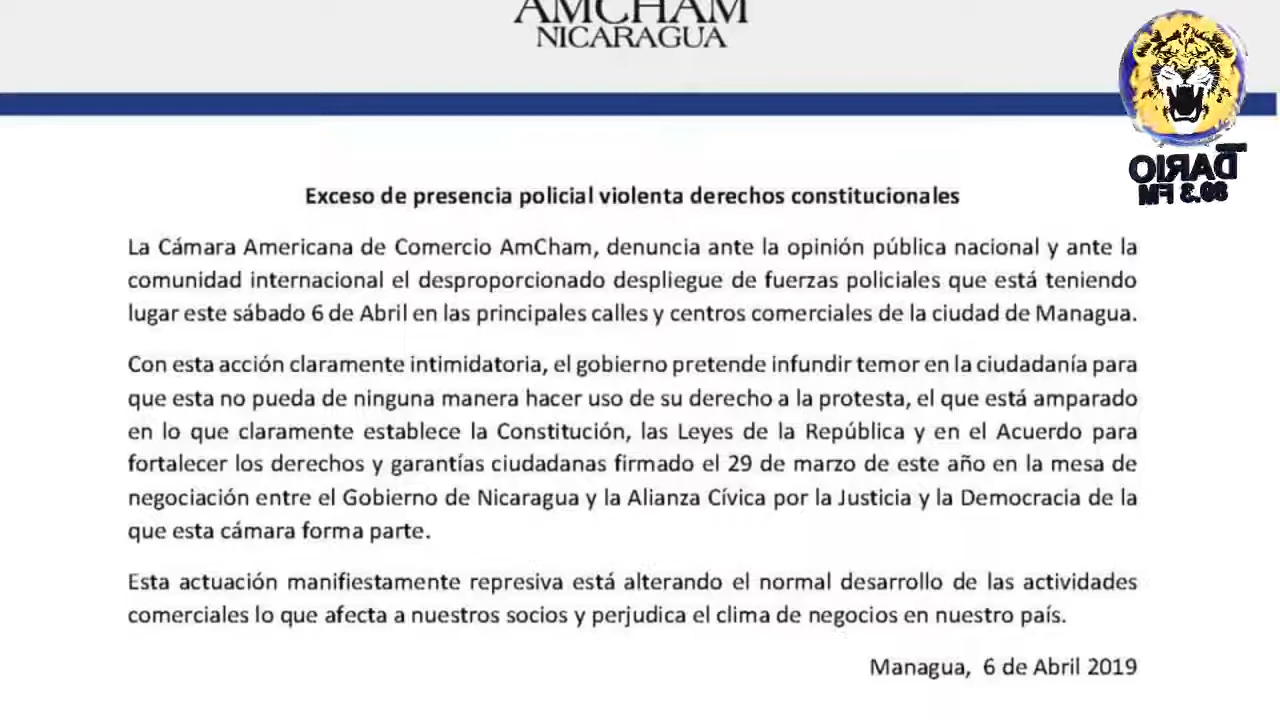 AMCHAM
NICARAGUA
DARIO
89.3 FM
Exceso de presencia policial violenta derechos constitucionales
La Cámara Americana de Comercio AmCham, denuncia ante la opinión pública nacional y ante la
comunidad internacional el desproporcionado despliegue de fuerzas policiales que está teniendo
lugar este sábado 6 de Abril en las principales calles y centros comerciales de la ciudad de Managua.
Con esta acción claramente intimidatoria, el gobierno pretende infundir temor en la ciudadanía para
que esta no pueda de ninguna manera hacer uso de su derecho a la protesta, el que está amparado
en lo que claramente establece la Constitución, las Leyes de la República y en el Acuerdo para
fortalecer los derechos y garantías ciudadanas firmado el 29 de marzo de este año en la mesa de
negociación entre el Gobierno de Nicaragua y la Alianza Cívica por la Justicia y la Democracia de la
que esta cámara forma parte.
Esta actuación manifiestamente represiva está alterando el normal desarrollo de las actividades
comerciales lo que afecta a nuestros socios y perjudica el clima de negocios en nuestro país.
Managua, 6 de Abril 2019